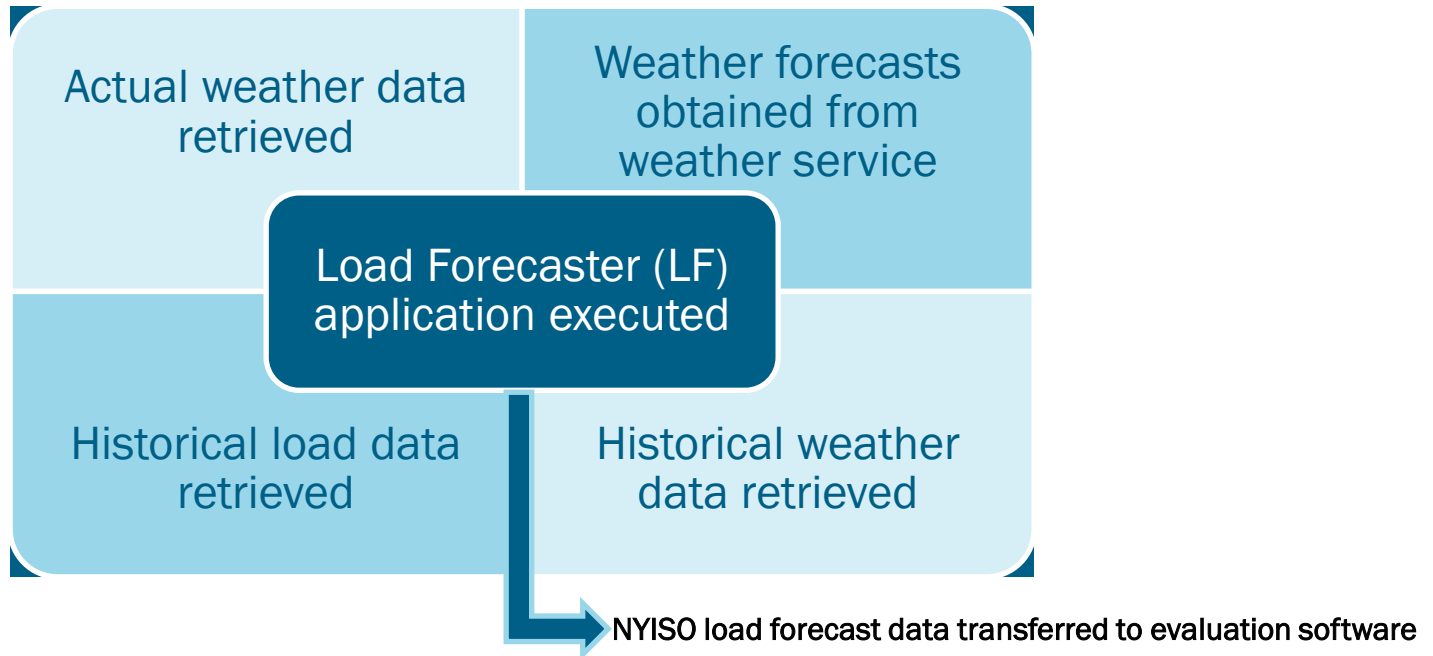 Actual weather data
retrieved
Weather forecasts
obtained from
weather service
Load Forecaster (LF)
application executed
Historical load data
retrieved
Historical weather
data retrieved
NYISO load forecast data transferred to evaluation software